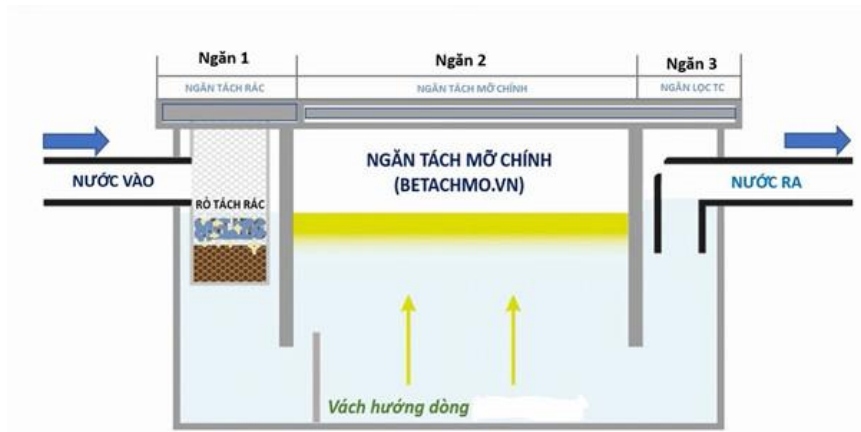 Ngăn 1
Ngăn 2
Ngăn 3
NGĂN TÁCH RÁC
NGĂN TÁCH MỠ CHÍNH
NGĂN LỌC TC
NƯỚC VÀO
RỌ TÁCH RÁC
NGĂN TÁCH MỠ CHÍNH
(BETACHMO.VN)
NƯỚC RA
Vách hướng dòng